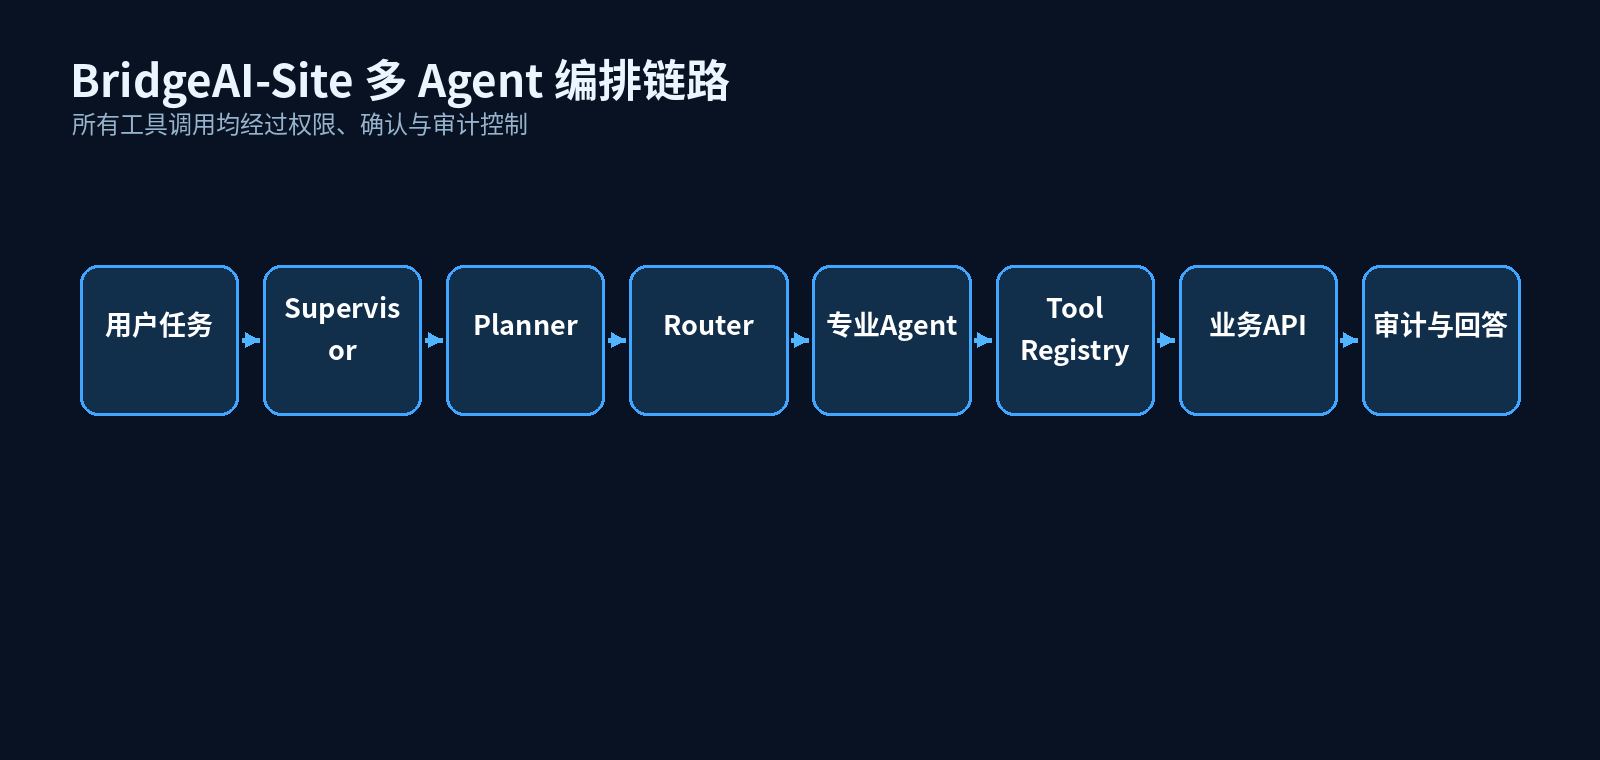 BridgeAI-Site 多 Agent 编排链路
所有工具调用均经过权限、确认与审计控制
用户任务
Supervis
or
Planner
Router
专业Agent
Tool
Registry
业务API
审计与回答